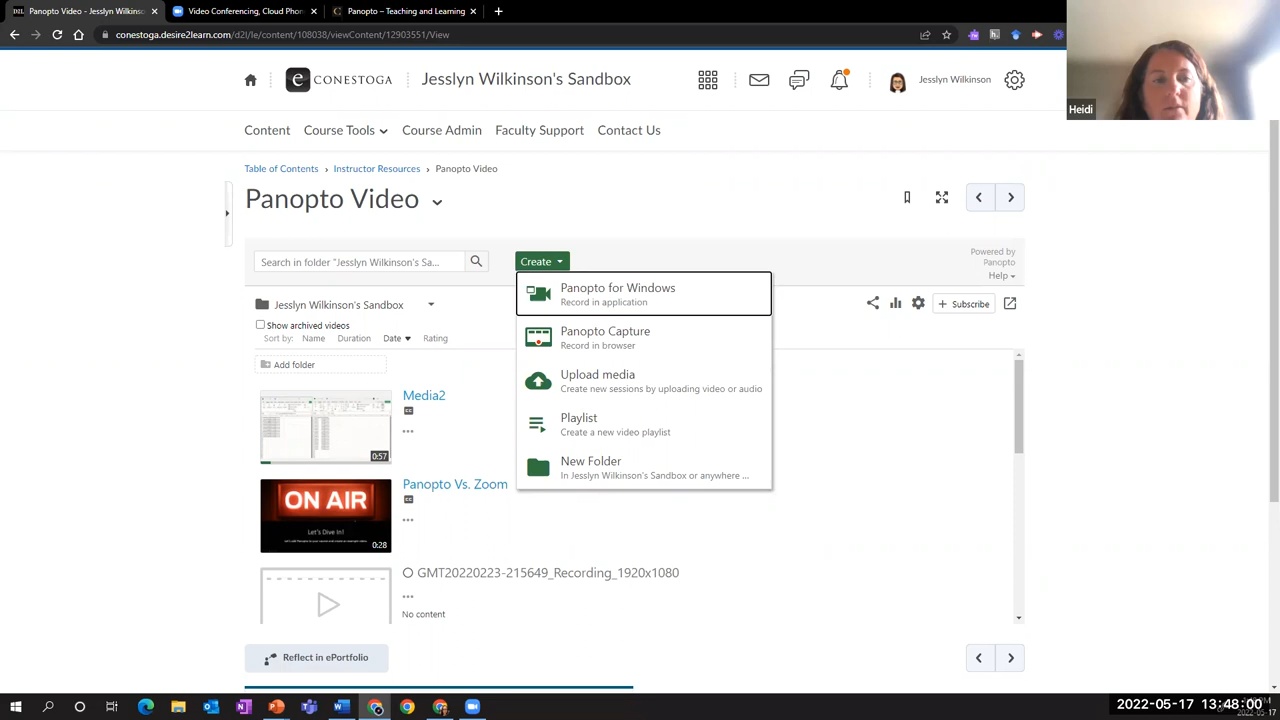 Panopto Video - Jesslyn Wilkinson
Video Conferencing, Cloud Phon
Panopto – Teaching and Learning
conestoga.desire2learn.com/d2l/le/content/108038/viewContent/12903551/View
Heidi
CONESTOGA
Jesslyn Wilkinson's Sandbox
Jesslyn Wilkinson
Content
Course Tools
Course Admin
Faculty Support
Contact Us
Table of Contents › Instructor Resources › Panopto Video
Panopto Video
Search in folder "Jesslyn Wilkinson's Sa...
Create
Powered by
Panopto
Help
Panopto for Windows
Record in application
Panopto Capture
Record in browser
Upload media
Create new sessions by uploading video or audio
Playlist
Create a new video playlist
New Folder
In Jesslyn Wilkinson's Sandbox or anywhere ...
Jesslyn Wilkinson's Sandbox
+ Subscribe
Show archived videos
Sort by: Name Duration Date Rating
Add folder
Media2
CC
0:57
Panopto Vs. Zoom
CC
ON AIR
Let's Dive In!
0:28
GMT20220223-215649_Recording_1920x1080
No content
Reflect in ePortfolio
2022-05-17 13:48:00
2022-05-17